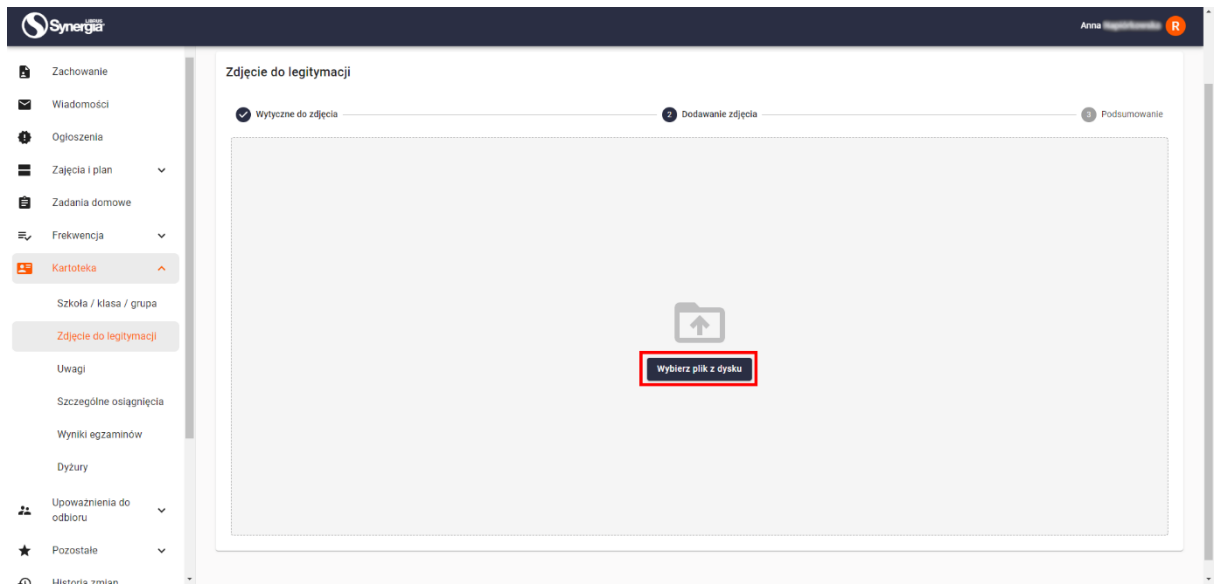 LIBRUS
Synergia
Anna
R
Zachowanie
Wiadomości
Ogłoszenia
Zajęcia i plan
Zadania domowe
Frekwencja
Kartoteka
Szkoła / klasa / grupa
Zdjęcie do legitymacji
Uwagi
Szczególne osiągnięcia
Wyniki egzaminów
Dyżury
Upoważnienia do
odbioru
Pozostałe
Historia zmian
Zdjęcie do legitymacji
Wytyczne do zdjęcia
2 Dodawanie zdjęcia
3 Podsumowanie
Wybierz plik z dysku